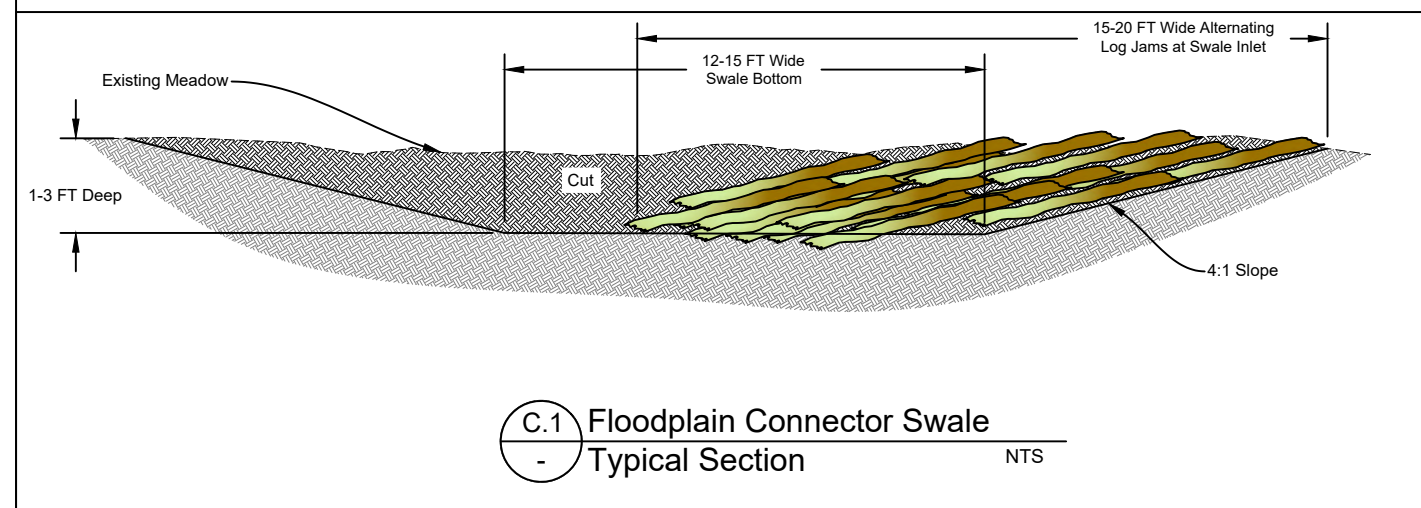 15-20 FT Wide Alternating
Log Jams at Swale Inlet
12-15 FT Wide
Swale Bottom
Existing Meadow
Cut
1-3 FT Deep
4:1 Slope
C.1 Floodplain Connector Swale
- Typical Section NTS